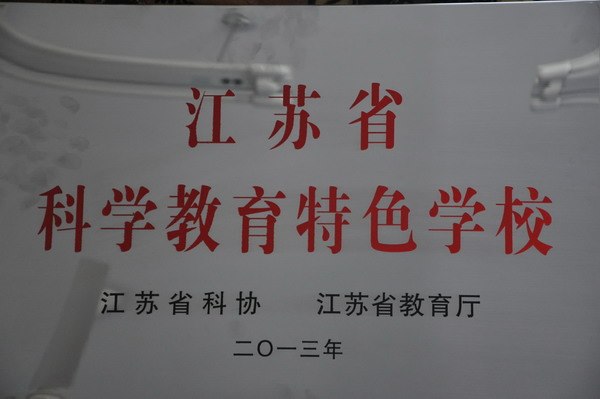 江苏省
科学教育特色学校
江苏省科协 江苏省教育厅
二〇一三年